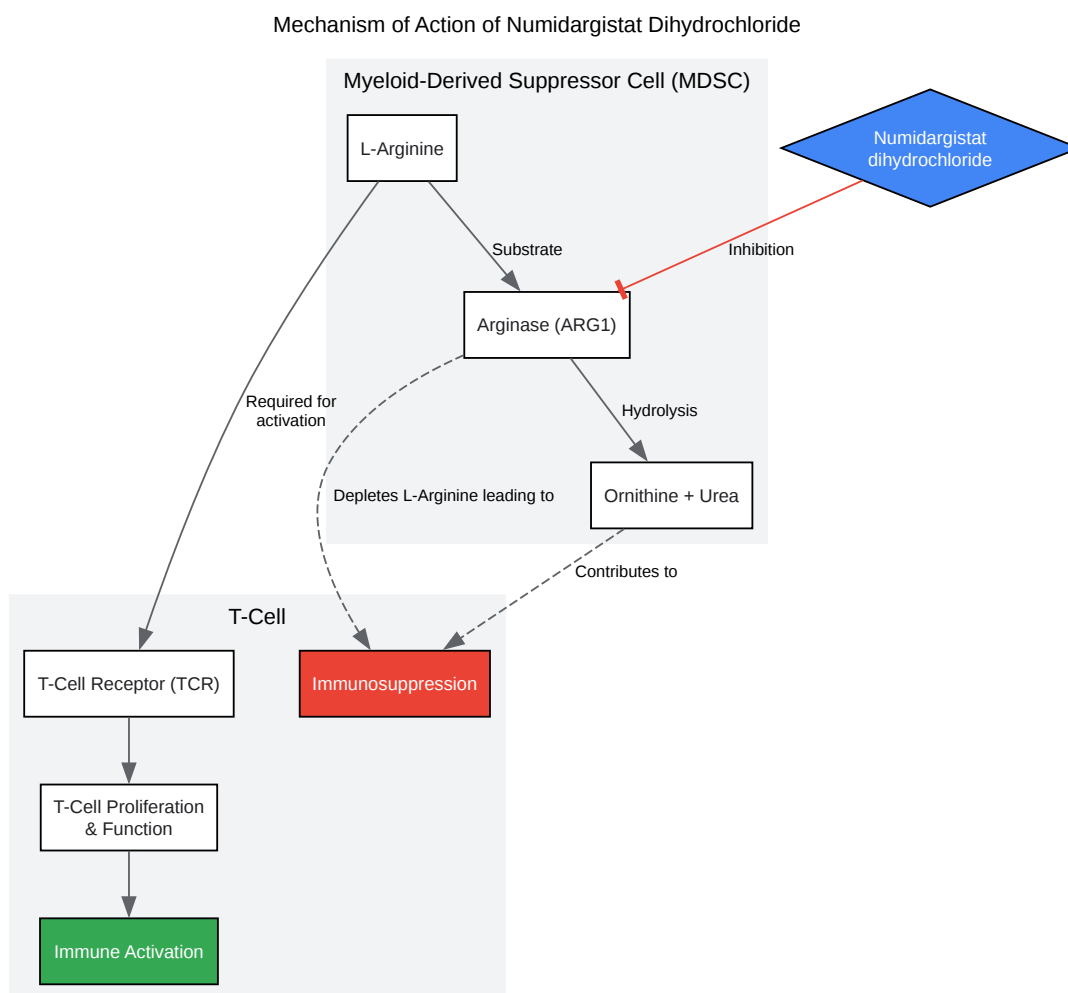 Mechanism of Action of Numidargistat Dihydrochloride
Myeloid-Derived Suppressor Cell (MDSC)
L-Arginine
Numidargistat
dihydrochloride
Substrate
Inhibition
Arginase (ARG1)
Required for
activation
Hydrolysis
Depletes L-Arginine leading to
Ornithine + Urea
Contributes to
T-Cell
T-Cell Receptor (TCR)
Immunosuppression
T-Cell Proliferation
& Function
Immune Activation